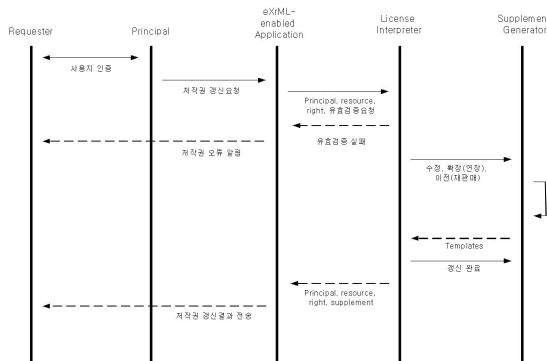 Requester
Principal
eXrML-
enabled
Application
License
Interpreter
Supplement
Generator
사용자 인증
저작권 갱신요청
Principal, resource,
right, 유효검증요청
유효검증 실패
저작권 오류 알림
수정, 확장(연장),
이전(재판매)
Templates
갱신 완료
Principal, resource,
right, supplement
저작권 갱신결과 전송